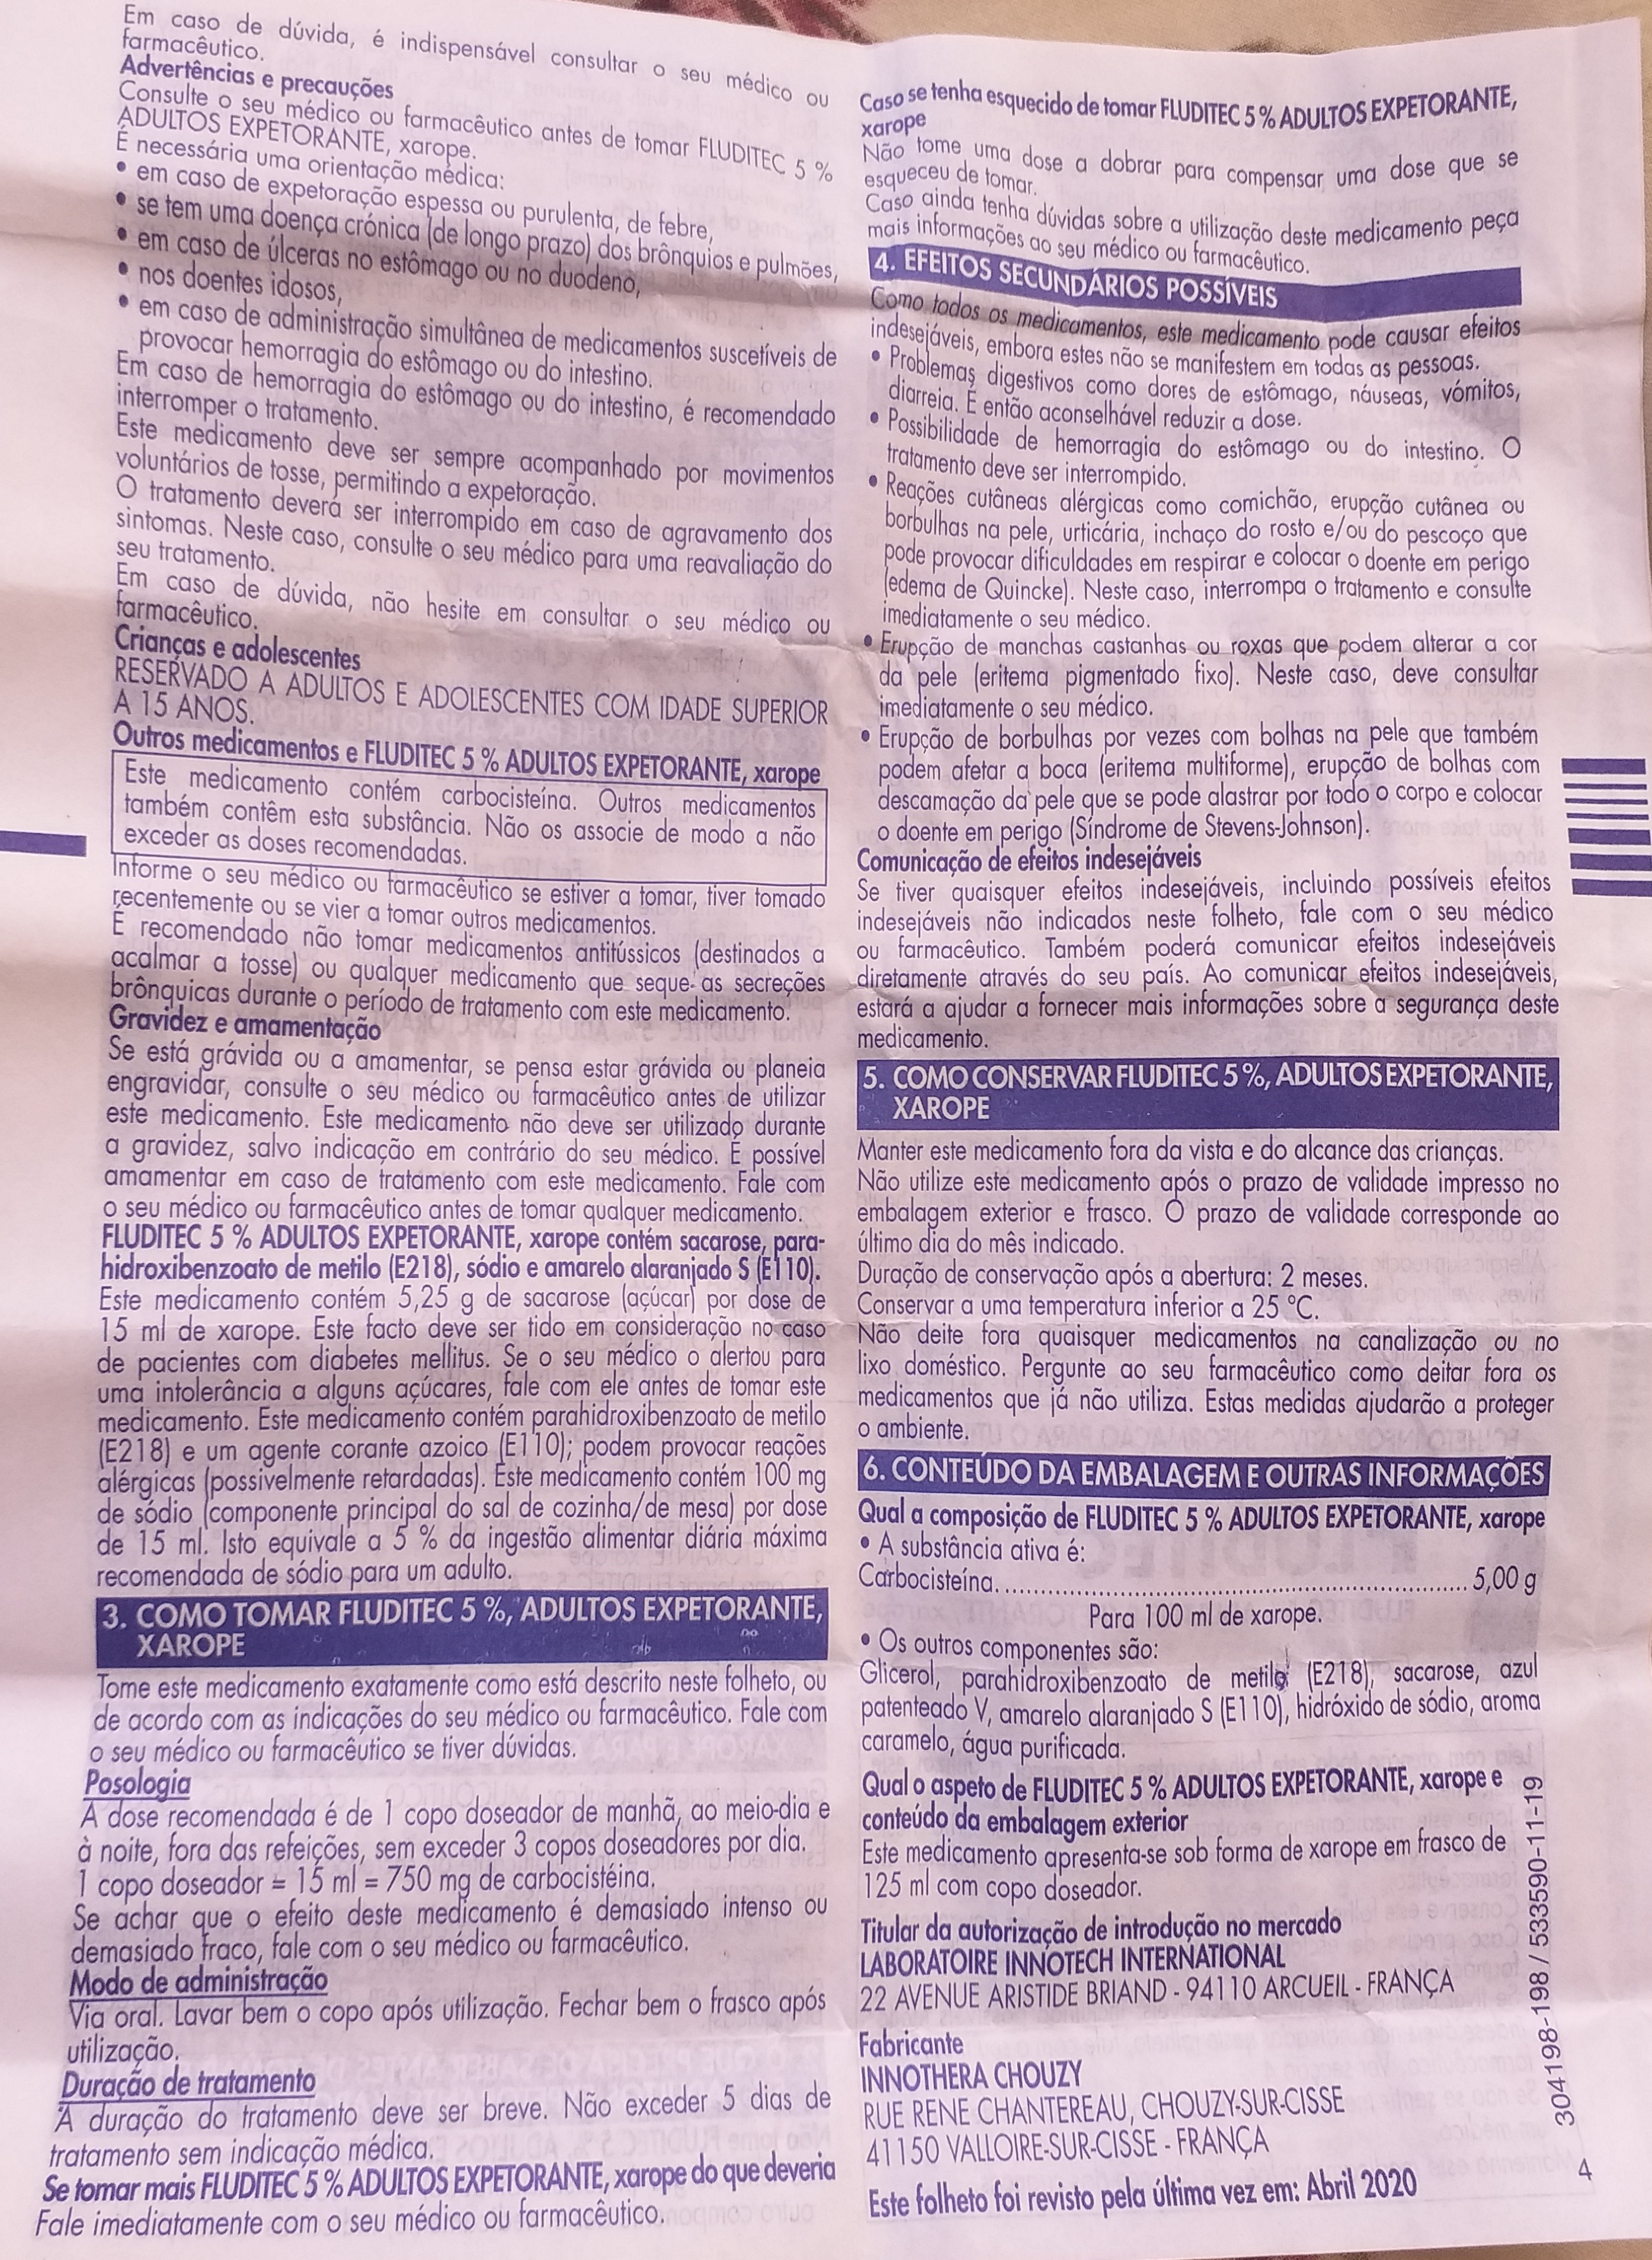 Em caso de dúvida, é indispensável consultar o seu médico ou
farmacêutico.
Advertências e precauções
Consulte o seu médico ou farmacêutico antes de tomar FLUDITEC 5 %
ADULTOS EXPETORANTE, xarope.
É necessária uma orientação médica:
• em caso de expetoração espessa ou purulenta, de febre,
• se tem uma doença crónica (de longo prazo) dos brônquios e pulmões,
• em caso de úlceras no estômago ou no duodeno,
• nos doentes idosos,
• em caso de administração simultânea de medicamentos suscetíveis de
provocar hemorragia do estômago ou do intestino.
Em caso de hemorragia do estômago ou do intestino, é recomendado
interromper o tratamento.
Este medicamento deve ser sempre acompanhado por movimentos
voluntários de tosse, permitindo a expetoração.
O tratamento deverá ser interrompido em caso de agravamento dos
sintomas. Neste caso, consulte o seu médico para uma reavaliação do
seu tratamento.
Em caso de dúvida, não hesite em consultar o seu médico ou
farmacêutico.
Crianças e adolescentes
RESERVADO A ADULTOS E ADOLESCENTES COM IDADE SUPERIOR
A 15 ANOS.
Outros medicamentos e FLUDITEC 5 % ADULTOS EXPETORANTE, xarope
Este medicamento contém carbocisteína. Outros medicamentos
também contêm esta substância. Não os associe de modo a não
exceder as doses recomendadas.
Informe o seu médico ou farmacêutico se estiver a tomar, tiver tomado
recentemente ou se vier a tomar outros medicamentos.
É recomendado não tomar medicamentos antitússicos (destinados a
acalmar a tosse) ou qualquer medicamento que seque as secreções
brônquicas durante o período de tratamento com este medicamento.
Gravidez e amamentação
Se está grávida ou a amamentar, se pensa estar grávida ou planeia
engravidar, consulte o seu médico ou farmacêutico antes de utilizar
este medicamento. Este medicamento não deve ser utilizado durante
a gravidez, salvo indicação em contrário do seu médico. É possível
amamentar em caso de tratamento com este medicamento. Fale com
o seu médico ou farmacêutico antes de tomar qualquer medicamento.
FLUDITEC 5 % ADULTOS EXPETORANTE, xarope contém sacarose, para-
hidroxibenzoato de metilo (E218), sódio e amarelo alaranjado S (E110).
Este medicamento contém 5,25 g de sacarose (açúcar) por dose de
15 ml de xarope. Este facto deve ser tido em consideração no caso
de pacientes com diabetes mellitus. Se o seu médico o alertou para
uma intolerância a alguns açúcares, fale com ele antes de tomar este
medicamento. Este medicamento contém parahidroxibenzoato de metilo
(E218) e um agente corante azoico (E110); podem provocar reações
alérgicas (possivelmente retardadas). Este medicamento contém 100 mg
de sódio (componente principal do sal de cozinha/de mesa) por dose
de 15 ml. Isto equivale a 5 % da ingestão alimentar diária máxima
recomendada de sódio para um adulto.
3. COMO TOMAR FLUDITEC 5 %, ADULTOS EXPETORANTE,
XAROPE
Tome este medicamento exatamente como está descrito neste folheto, ou
de acordo com as indicações do seu médico ou farmacêutico. Fale com
o seu médico ou farmacêutico se tiver dúvidas.
Posologia
A dose recomendada é de 1 copo doseador de manhã, ao meio-dia e
à noite, fora das refeições, sem exceder 3 copos doseadores por dia.
1 copo doseador = 15 ml = 750 mg de carbocistéina.
Se achar que o efeito deste medicamento é demasiado intenso ou
demasiado fraco, fale com o seu médico ou farmacêutico.
Modo de administração
Via oral. Lavar bem o copo após utilização. Fechar bem o frasco após
utilização.
Duração de tratamento
A duração do tratamento deve ser breve. Não exceder 5 dias de
tratamento sem indicação médica.
Se tomar mais FLUDITEC 5 % ADULTOS EXPETORANTE, xarope do que deveria
Fale imediatamente com o seu médico ou farmacêutico.
Caso se tenha esquecido de tomar FLUDITEC 5 % ADULTOS EXPETORANTE,
xarope
Não tome uma dose a dobrar para compensar uma dose que se
esqueceu de tomar.
Caso ainda tenha dúvidas sobre a utilização deste medicamento peça
mais informações ao seu médico ou farmacêutico.
4. EFEITOS SECUNDÁRIOS POSSÍVEIS
Como todos os medicamentos, este medicamento pode causar efeitos
indesejáveis, embora estes não se manifestem em todas as pessoas.
• Problemas digestivos como dores de estômago, náuseas, vómitos,
diarreia. É então aconselhável reduzir a dose.
• Possibilidade de hemorragia do estômago ou do intestino. O
tratamento deve ser interrompido.
• Reações cutâneas alérgicas como comichão, erupção cutânea ou
borbulhas na pele, urticária, inchaço do rosto e/ou do pescoço que
pode provocar dificuldades em respirar e colocar o doente em perigo
(edema de Quincke). Neste caso, interrompa o tratamento e consulte
imediatamente o seu médico.
• Erupção de manchas castanhas ou roxas que podem alterar a cor
da pele (eritema pigmentado fixo). Neste caso, deve consultar
imediatamente o seu médico.
• Erupção de borbulhas por vezes com bolhas na pele que também
podem afetar a boca (eritema multiforme), erupção de bolhas com
descamação da pele que se pode alastrar por todo o corpo e colocar
o doente em perigo (Síndrome de Stevens-Johnson).
Comunicação de efeitos indesejáveis
Se tiver quaisquer efeitos indesejáveis, incluindo possíveis efeitos
indesejáveis não indicados neste folheto, fale com o seu médico
ou farmacêutico. Também poderá comunicar efeitos indesejáveis
diretamente através do seu país. Ao comunicar efeitos indesejáveis,
estará a ajudar a fornecer mais informações sobre a segurança deste
medicamento.
5. COMO CONSERVAR FLUDITEC 5 %, ADULTOS EXPETORANTE,
XAROPE
Manter este medicamento fora da vista e do alcance das crianças.
Não utilize este medicamento após o prazo de validade impresso no
embalagem exterior e frasco. O prazo de validade corresponde ao
último dia do mês indicado.
Duração de conservação após a abertura: 2 meses.
Conservar a uma temperatura inferior a 25 °C.
Não deite fora quaisquer medicamentos na canalização ou no
lixo doméstico. Pergunte ao seu farmacêutico como deitar fora os
medicamentos que já não utiliza. Estas medidas ajudarão a proteger
o ambiente.
6. CONTEÚDO DA EMBALAGEM E OUTRAS INFORMAÇÕES
Qual a composição de FLUDITEC 5 % ADULTOS EXPETORANTE, xarope
• A substância ativa é:
Carbocisteína. ........................................................................ 5,00 g
Para 100 ml de xarope.
• Os outros componentes são:
Glicerol, parahidroxibenzoato de metilo (E218), sacarose, azul
patenteado V, amarelo alaranjado S (E110), hidróxido de sódio, aroma
caramelo, água purificada.
Qual o aspeto de FLUDITEC 5 % ADULTOS EXPETORANTE, xarope e
conteúdo da embalagem exterior
Este medicamento apresenta-se sob forma de xarope em frasco de
125 ml com copo doseador.
Titular da autorização de introdução no mercado
LABORATOIRE INNOTECH INTERNATIONAL
22 AVENUE ARISTIDE BRIAND - 94110 ARCUEIL - FRANÇA
Fabricante
INNOTHERA CHOUZY
RUE RENE CHANTEREAU, CHOUZY-SUR-CISSE
41150 VALLOIRE-SUR-CISSE - FRANÇA
Este folheto foi revisto pela última vez em: Abril 2020
304198-198 / 533590-11-19
4